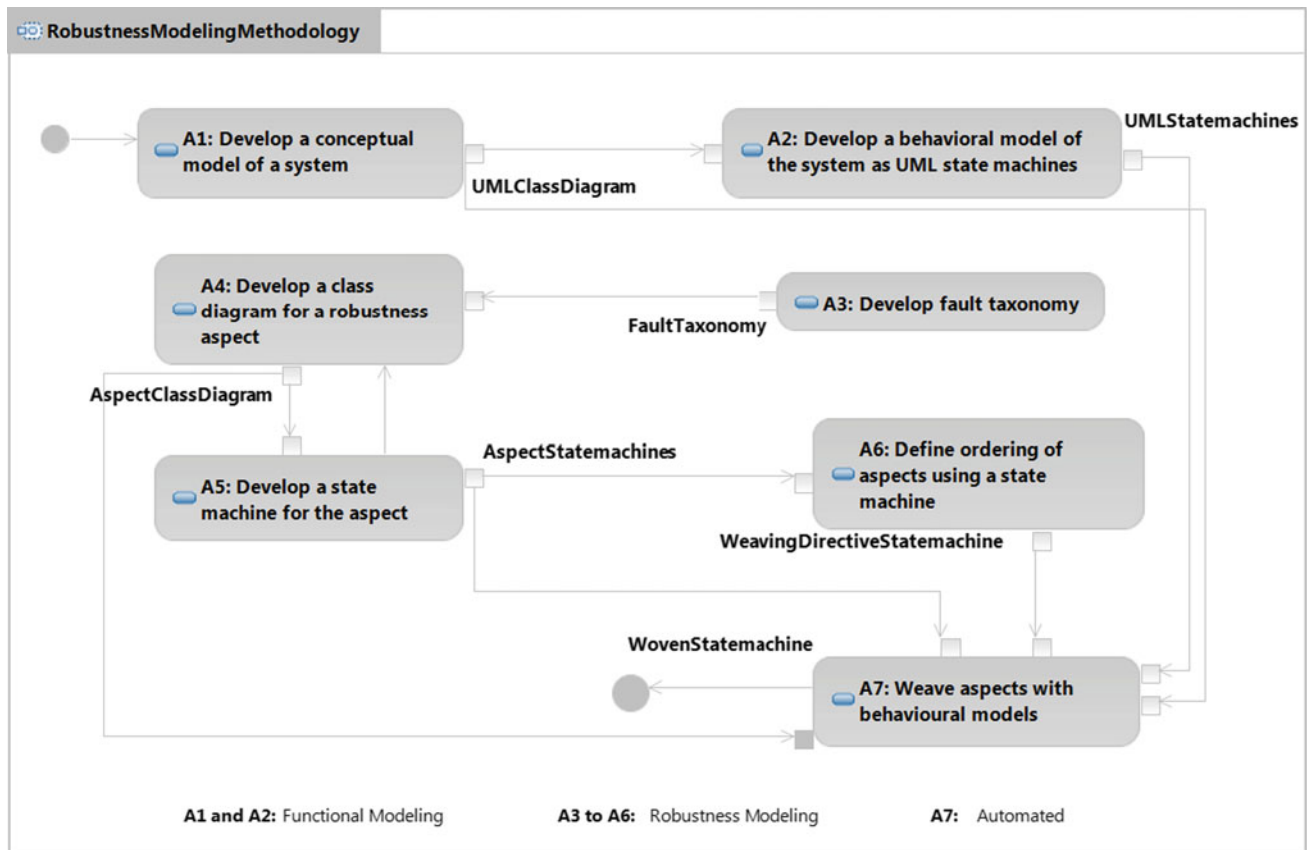 RobustnessModelingMethodology
A1: Develop a conceptual
model of a system
A2: Develop a behavioral model of
the system as UML state machines
UMLStatemachines
UMLClassDiagram
A4: Develop a class
diagram for a robustness
aspect
A3: Develop fault taxonomy
FaultTaxonomy
AspectClassDiagram
A5: Develop a state
machine for the aspect
AspectStatemachines
A6: Define ordering of
aspects using a state
machine
WeavingDirectiveStatemachine
WovenStatemachine
A7: Weave aspects with
behavioural models
A1 and A2: Functional Modeling
A3 to A6: Robustness Modeling
A7: Automated